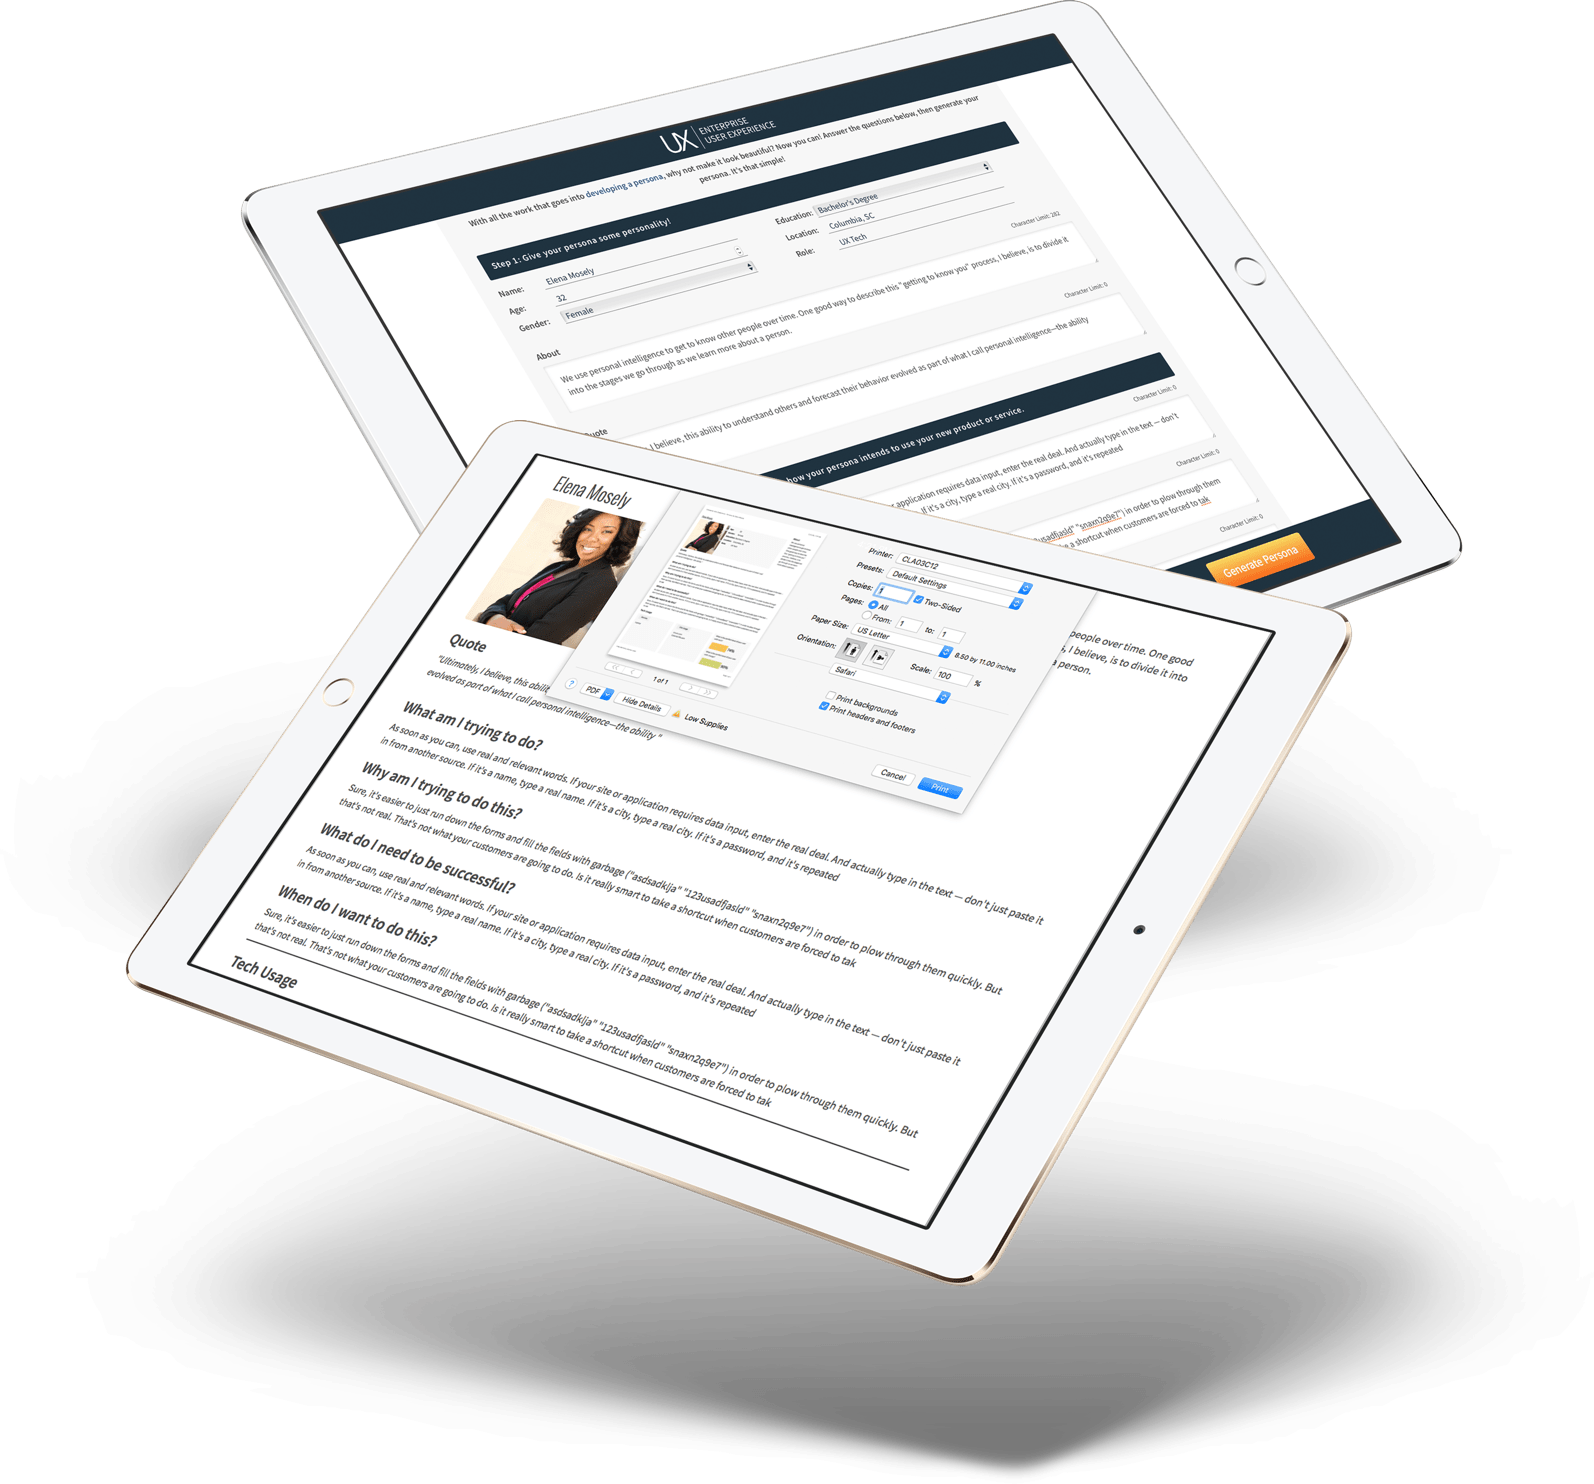 UX
ENTERPRISE
USER EXPERIENCE
With all the work that goes into developing a persona, why not make it look beautiful? Now you can! Answer the questions below, then generate your
persona. It's that simple!
Step 1: Give your persona some personality!
Name: Elena Mosely
Age: 32
Gender: Female
Education: Bachelor's Degree
Location: Columbia, SC
Role: UX Tech
About
Character Limit: 282
We use personal intelligence to get to know other people over time. One good way to describe this " getting to know you" process, I believe, is to divide it
into the stages we go through as we learn more about a person.
Character Limit: 0
uote
I believe, this ability to understand others and forecast their behavior evolved as part of what I call personal intelligence—the ability
how your persona intends to use your new product or service.
Character Limit: 0
r application requires data input, enter the real deal. And actually type in the text — don't
If it's a city, type a real city. If it's a password, and it's repeated
Character Limit: 0
usadfjasld" "snaxn2q9e7") in order to plow through them
e a shortcut when customers are forced to tak
Character Limit: 0
Generate Persona
Elena Mosely
Quote
"Ultimately, I believe, this abili
evolved as part of what I call personal intelligence—the ability "
people over time. One good
, I believe, is to divide it into
a person.
What am I trying to do?
As soon as you can, use real and relevant words. If your site or application requires data input, enter the real deal. And actually type in the text — don't just paste it
in from another source. If it's a name, type a real name. If it's a city, type a real city. If it's a password, and it's repeated
Why am I trying to do this?
Sure, it's easier to just run down the forms and fill the fields with garbage ("asdsadklja" "123usadfjasld" "snaxn2q9e7") in order to plow through them quickly. But
that's not real. That's not what your customers are going to do. Is it really smart to take a shortcut when customers are forced to tak
What do I need to be successful?
As soon as you can, use real and relevant words. If your site or application requires data input, enter the real deal. And actually type in the text — don't just paste it
in from another source. If it's a name, type a real name. If it's a city, type a real city. If it's a password, and it's repeated
When do I want to do this?
Sure, it's easier to just run down the forms and fill the fields with garbage ("asdsadklja" "123usadfjasld" "snaxn2q9e7") in order to plow through them quickly. But
that's not real. That's not what your customers are going to do. Is it really smart to take a shortcut when customers are forced to tak
Tech Usage
Printer: CLA03C12
Presets: Default Settings
Copies: 1 Two-Sided
Pages: All
From: 1 to: 1
Paper Size: US Letter 8.50 by 11.00 inches
Orientation: Scale: 100 %
Safari
Print backgrounds
Print headers and footers
1 of 1
? PDF Hide Details Low Supplies
Cancel Print